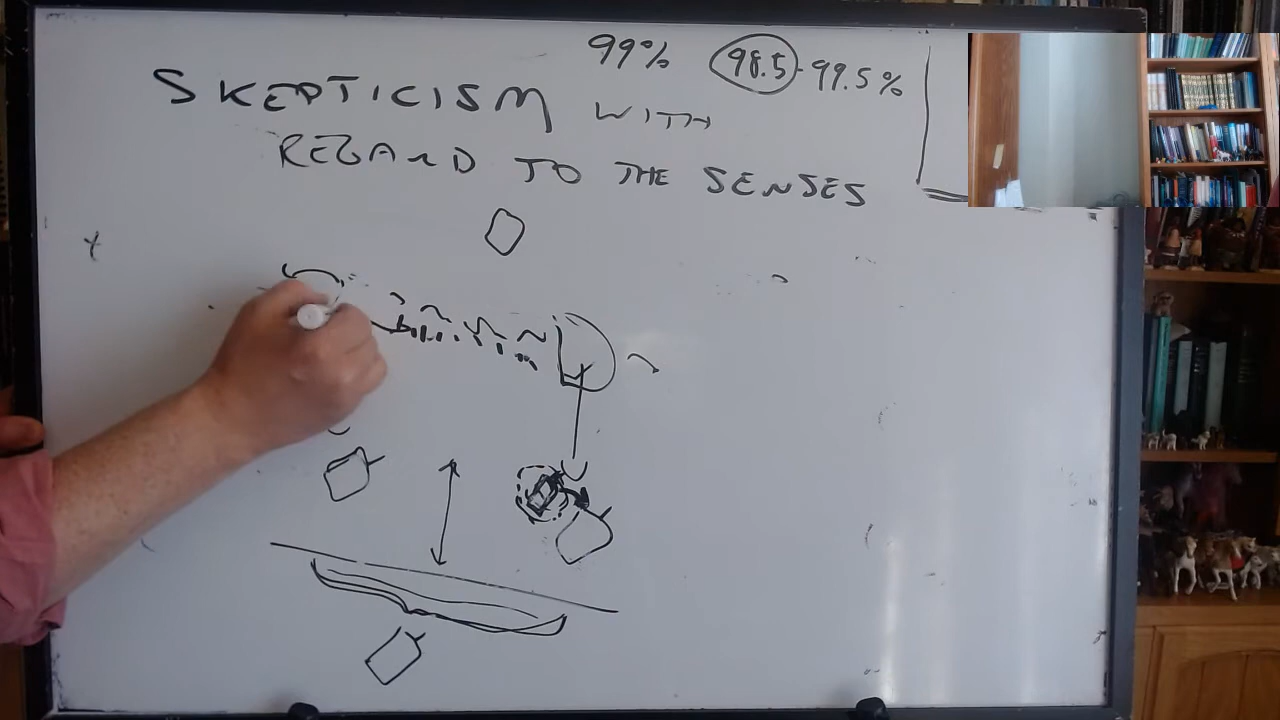 99% 98.5-99.5%
SKEPTICISM WITH
REGARD TO THE SENSES